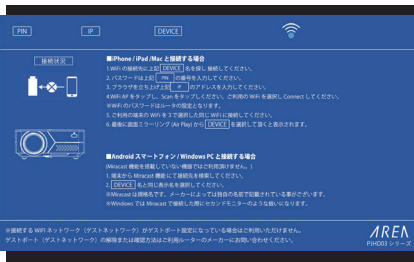 PIN IP DEVICE
接続状況
■iPhone / iPad /Mac と接続する場合
1.WiFi の接続先に上記 DEVICE 名を探し接続してください。
2. パスワードは上記 PIN の番号を入力してください。
3. ブラウザを立ち上げ上記 IP のアドレスを入力してください。
4.WIFI AP をタップし、Scan をタップしてください。ご利用の WiFi を選択し Connect してください。
※WiFi のパスワードはルータの設定となります。
5. ご利用の端末の WiFi を 3 で選択した同じ WiFi に接続してください。
6. 最後に画面ミラーリング (Air Play) から DEVICE を選択して頂くと表示されます。
■Android スマートフォン / Windows PC と接続する場合
(Miracast 機能を搭載していない機器ではご利用頂けません。)
1. 端末から Miracast 機能にて接続先を検索してください。
2. DEVICE 名と同じ表示名を選択してください。
※Miracast は規格名です。メーカーによっては独自の名前で記載されている事がございます。
※Windows では Miracast で接続した際にセカンドモニターのような扱いになります。
※接続する WiFi ネットワーク（ゲストネットワーク）がゲストポート設定になっている場合はご利用いただけません。
ゲストポート（ゲストネットワーク）の解除または確認方法はご利用ルーターのメーカーにお問い合わせください。
AREA
PJHD03 シリーズ